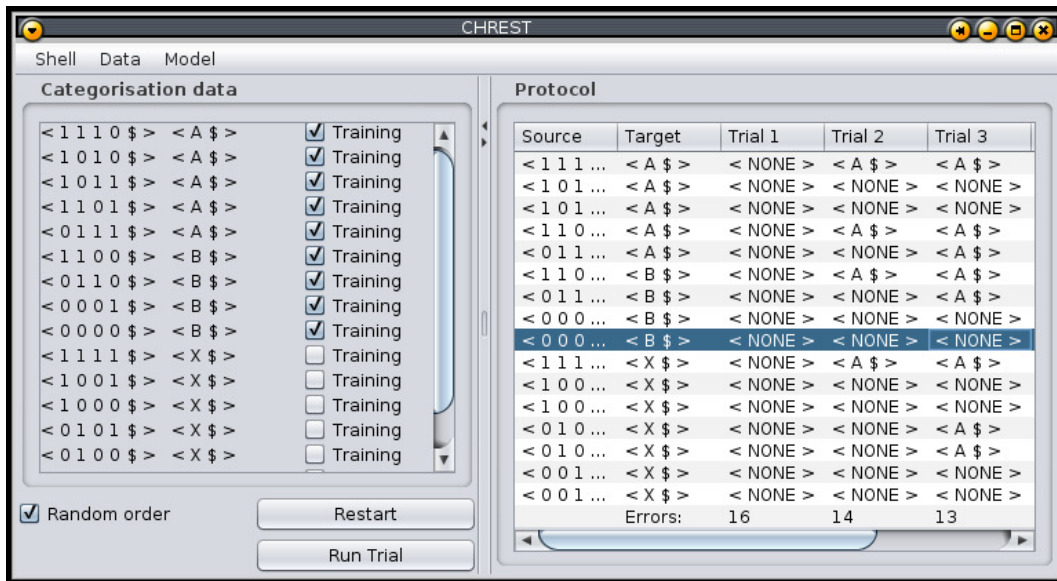 CHREST
Shell Data Model
Categorisation data
< 1 1 1 0 $ > < A $ > Training
< 1 0 1 0 $ > < A $ > Training
< 1 0 1 1 $ > < A $ > Training
< 1 1 0 1 $ > < A $ > Training
< 0 1 1 1 $ > < A $ > Training
< 1 1 0 0 $ > < B $ > Training
< 0 1 1 0 $ > < B $ > Training
< 0 0 0 1 $ > < B $ > Training
< 0 0 0 0 $ > < B $ > Training
< 1 1 1 1 $ > < X $ > Training
< 1 0 0 1 $ > < X $ > Training
< 1 0 0 0 $ > < X $ > Training
< 0 1 0 1 $ > < X $ > Training
< 0 1 0 0 $ > < X $ > Training
Random order
Restart
Run Trial
Protocol
Source Target Trial 1 Trial 2 Trial 3
< 1 1 1 ... < A $ > < NONE > < A $ > < A $ >
< 1 0 1 ... < A $ > < NONE > < NONE > < NONE >
< 1 0 1 ... < A $ > < NONE > < NONE > < NONE >
< 1 1 0 ... < A $ > < NONE > < A $ > < A $ >
< 0 1 1 ... < A $ > < NONE > < NONE > < A $ >
< 1 1 0 ... < B $ > < NONE > < A $ > < A $ >
< 0 1 1 ... < B $ > < NONE > < NONE > < A $ >
< 0 0 0 ... < B $ > < NONE > < NONE > < NONE >
< 0 0 0 ... < B $ > < NONE > < NONE > < NONE >
< 1 1 1 ... < X $ > < NONE > < A $ > < A $ >
< 1 0 0 ... < X $ > < NONE > < NONE > < NONE >
< 1 0 0 ... < X $ > < NONE > < NONE > < NONE >
< 0 1 0 ... < X $ > < NONE > < NONE > < A $ >
< 0 1 0 ... < X $ > < NONE > < NONE > < A $ >
< 0 0 1 ... < X $ > < NONE > < NONE > < NONE >
< 0 0 1 ... < X $ > < NONE > < NONE > < NONE >
Errors: 16 14 13